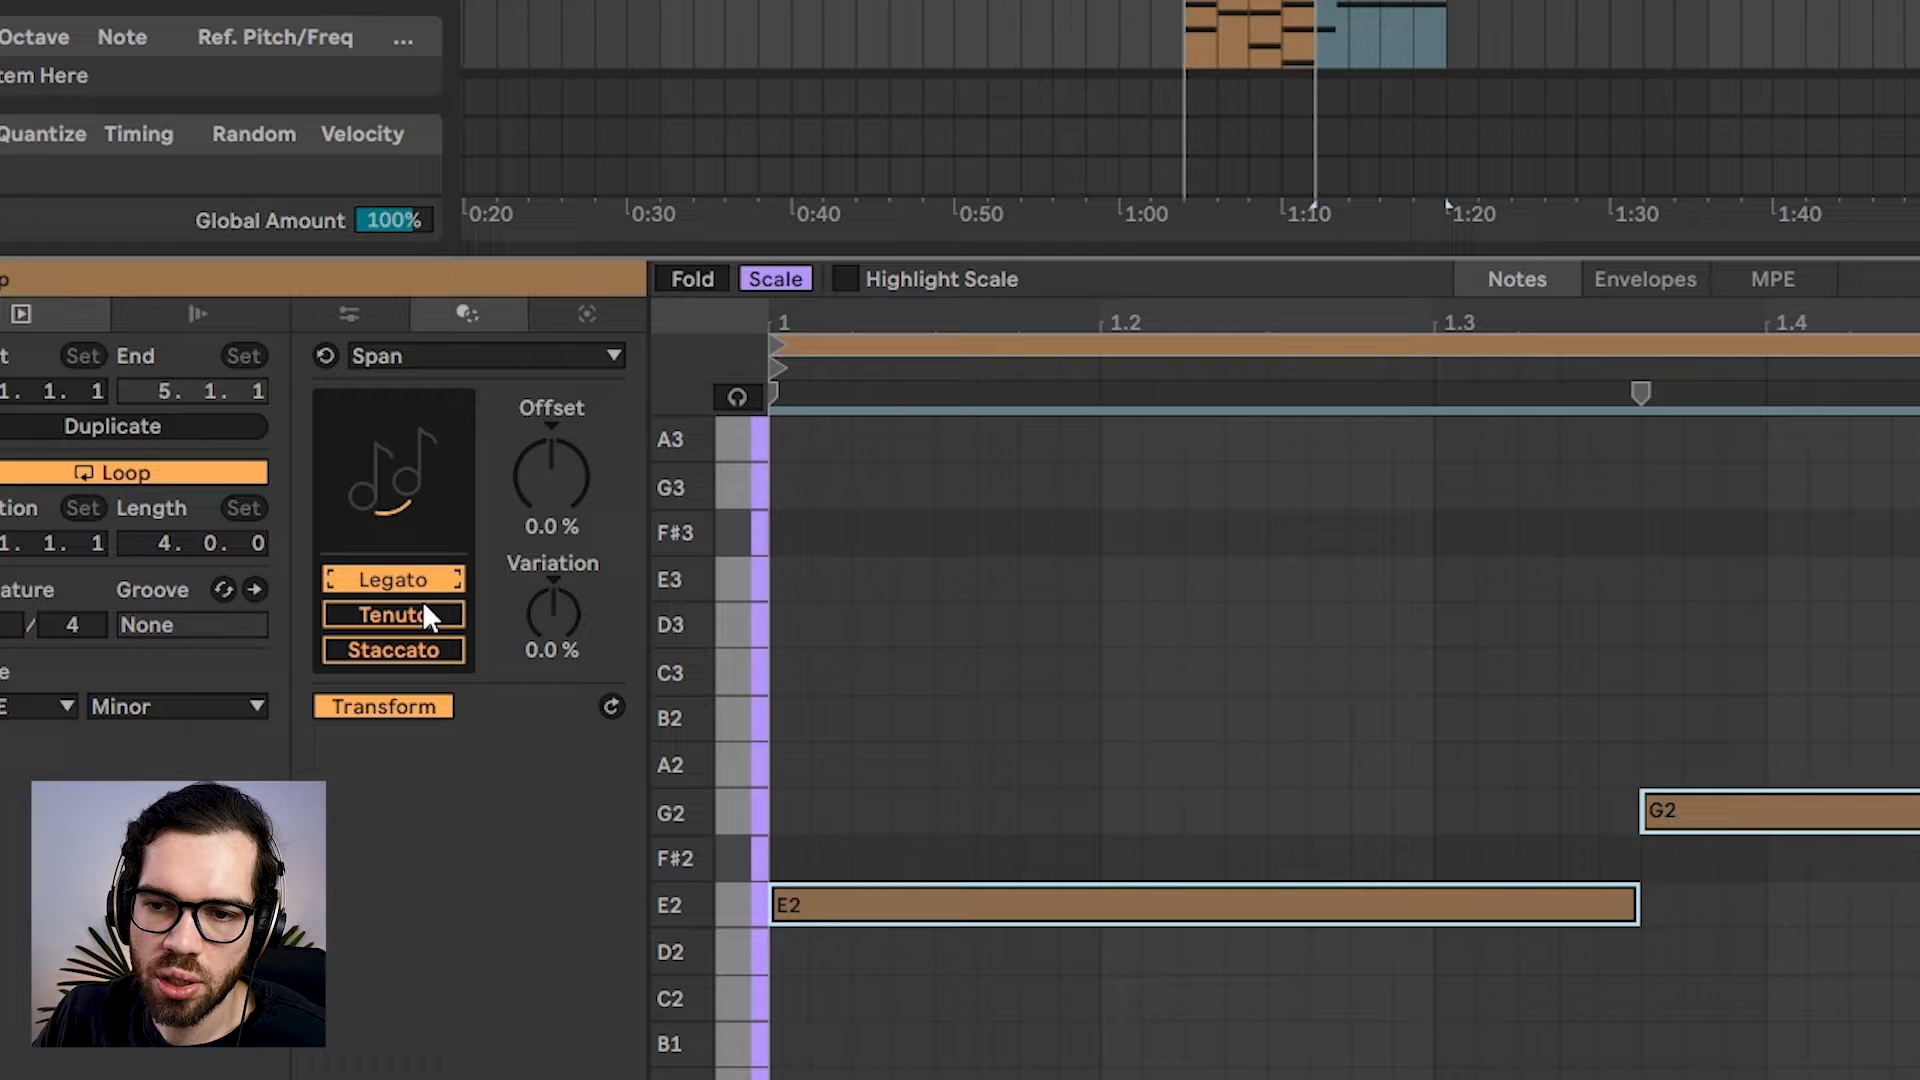 Octave Note Ref. Pitch/Freq ...
tem Here
Quantize Timing Random Velocity
Global Amount 100%
0:20 0:30 0:40 0:50 1:00 1:10 1:20 1:30 1:40
p
Fold Scale Highlight Scale Notes Envelopes MPE
1 1.2 1.3 1.4
t Set End Set
1. 1. 1 5. 1. 1
Duplicate
Loop
tion Set Length Set
1. 1. 1 4. 0. 0
ature Groove
/ 4 None
e
E Minor
Span
Offset
0.0 %
Variation
0.0 %
Legato
Tenuto
Staccato
Transform
A3
G3
F#3
E3
D3
C3
B2
A2
G2 G2
F#2
E2 E2
D2
C2
B1